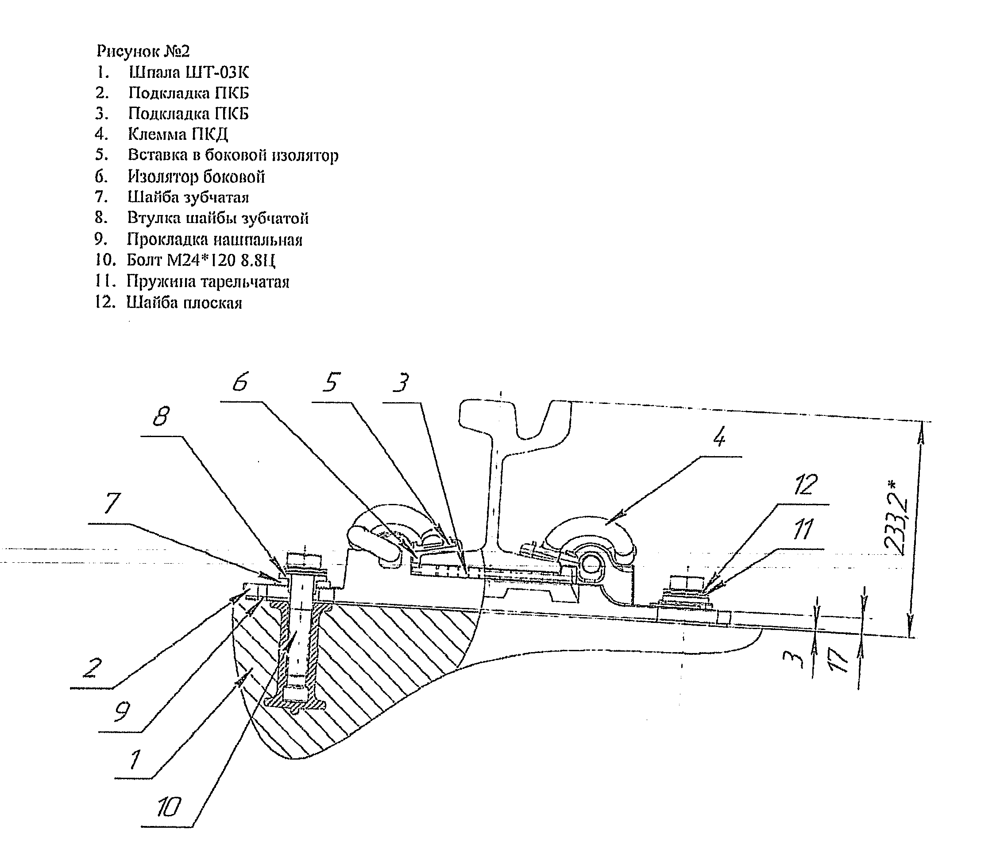 Рисунок №2
1. Шпала ШТ-03К
2. Подкладка ПКБ
3. Подкладка ПКБ
4. Клемма ПКД
5. Вставка в боковой изолятор
6. Изолятор боковой
7. Шайба зубчатая
8. Втулка шайбы зубчатой
9. Прокладка нашпальная
10. Болт М24*120 8.8Ц
11. Пружина тарельчатая
12. Шайба плоская
6 5 3
8
4
12
7
11
233,2*
2
3
17
9
1
10